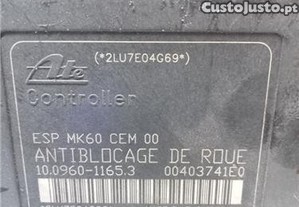 CustoJusto.pt
(*2LU7E04G69*)
Ate
Controller
ESP MK60 CEM 00
ANTIBLOCAGE DE ROUE
10.0960-1165.3 00403741E0